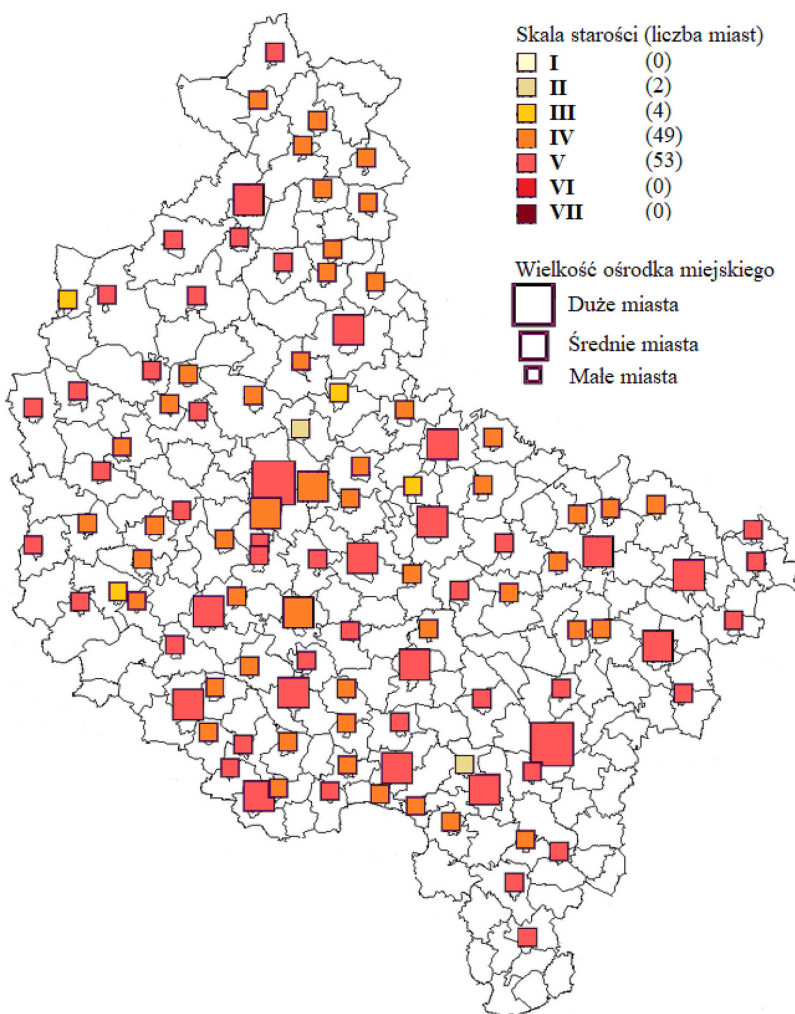 Skala starości (liczba miast)
I (0)
II (2)
III (4)
IV (49)
V (53)
VI (0)
VII (0)
Wielkość ośrodka miejskiego
Duże miasta
Średnie miasta
Małe miasta